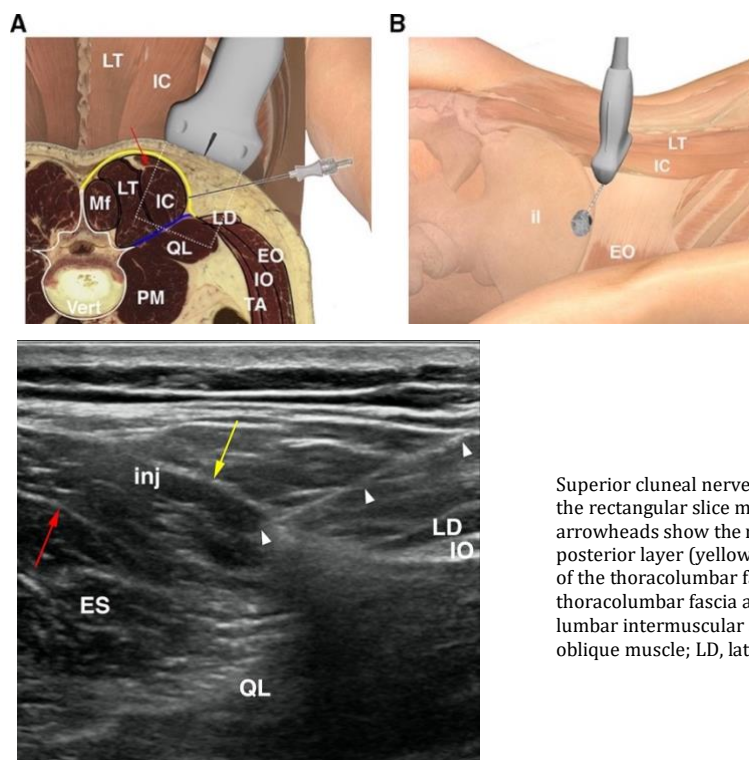 A
B
LT
IC
LT
IC
Mf
LT
IC
LD
QL
EO
IO
TA
PM
Vert
il
EO
inj
LD
IO
ES
QL
Superior cluneal nerve
the rectangular slice m
arrowheads show the
posterior layer (yellow
of the thoracolumbar fa
thoracolumbar fascia a
lumbar intermuscular
oblique muscle; LD, lat